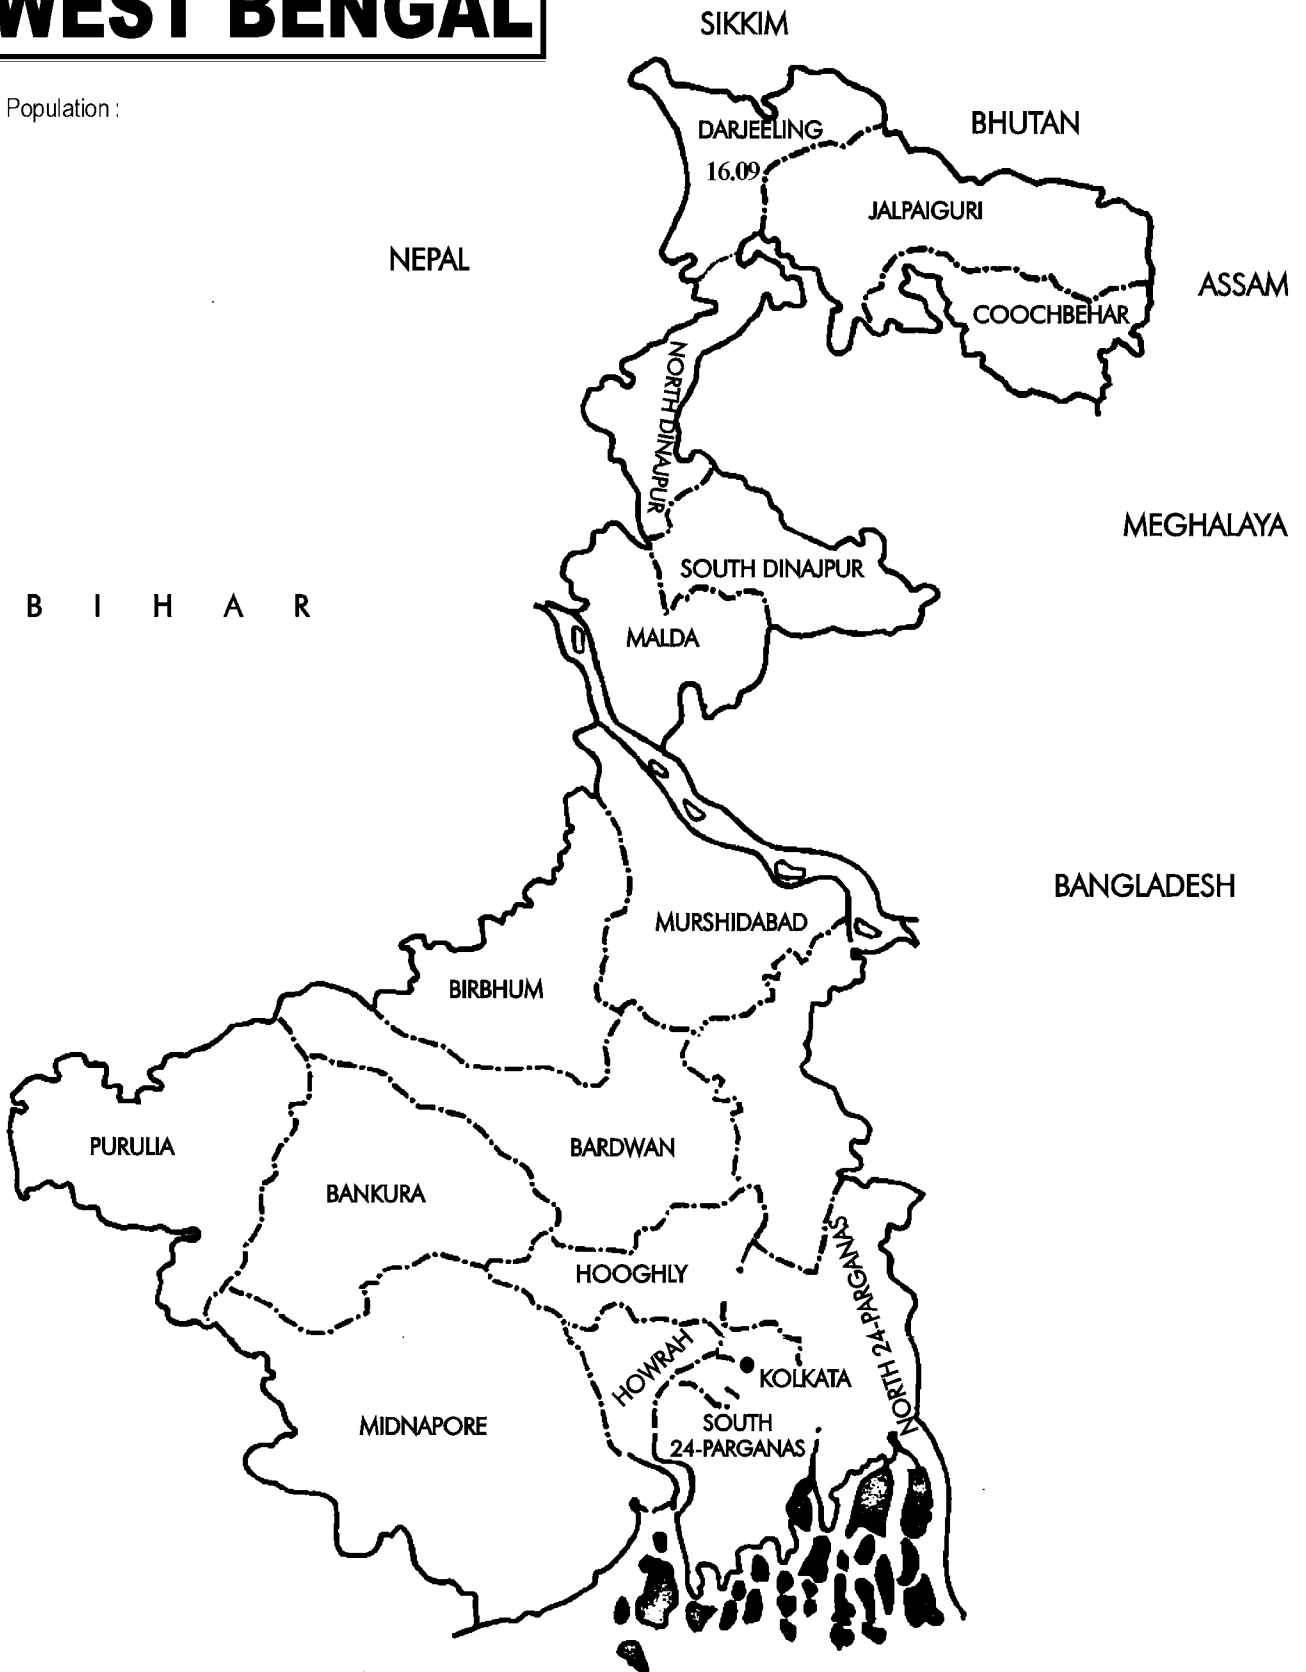 WEST BENGAL
SIKKIM
Population :
BHUTAN
DARJEELING
16.09
JALPAIGURI
NEPAL
ASSAM
COOCHBEHAR
NORTH DINAJPUR
MEGHALAYA
SOUTH DINAJPUR
BIHAR
MALDA
BANGLADESH
MURSHIDABAD
BIRBHUM
PURULIA
BARDWAN
BANKURA
HOOGHLY
NORTH 24-PARGANAS
HOWRAH
KOLKATA
MIDNAPORE
SOUTH
24-PARGANAS